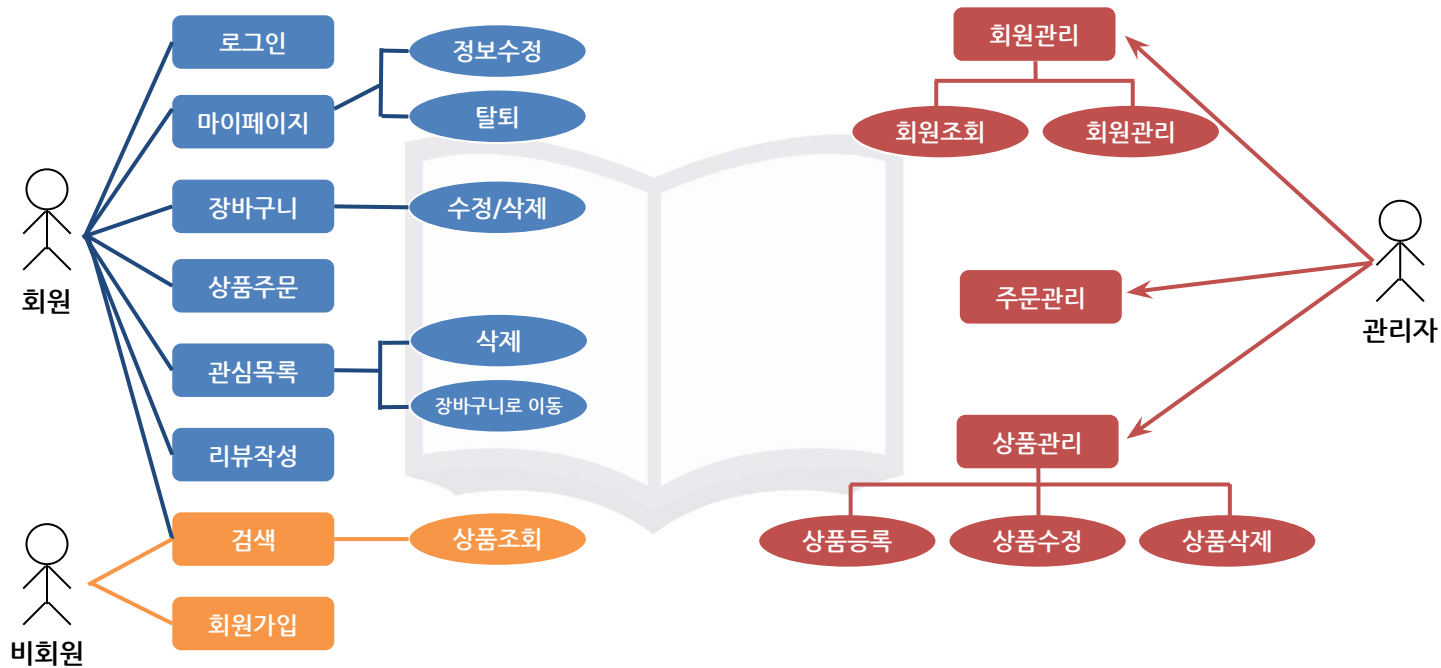 로그인
정보수정
마이페이지
탈퇴
장바구니
수정/삭제
상품주문
회원
관심목록
삭제
장바구니로 이동
리뷰작성
검색
상품조회
회원가입
비회원
회원관리
회원조회
회원관리
주문관리
관리자
상품관리
상품등록
상품수정
상품삭제